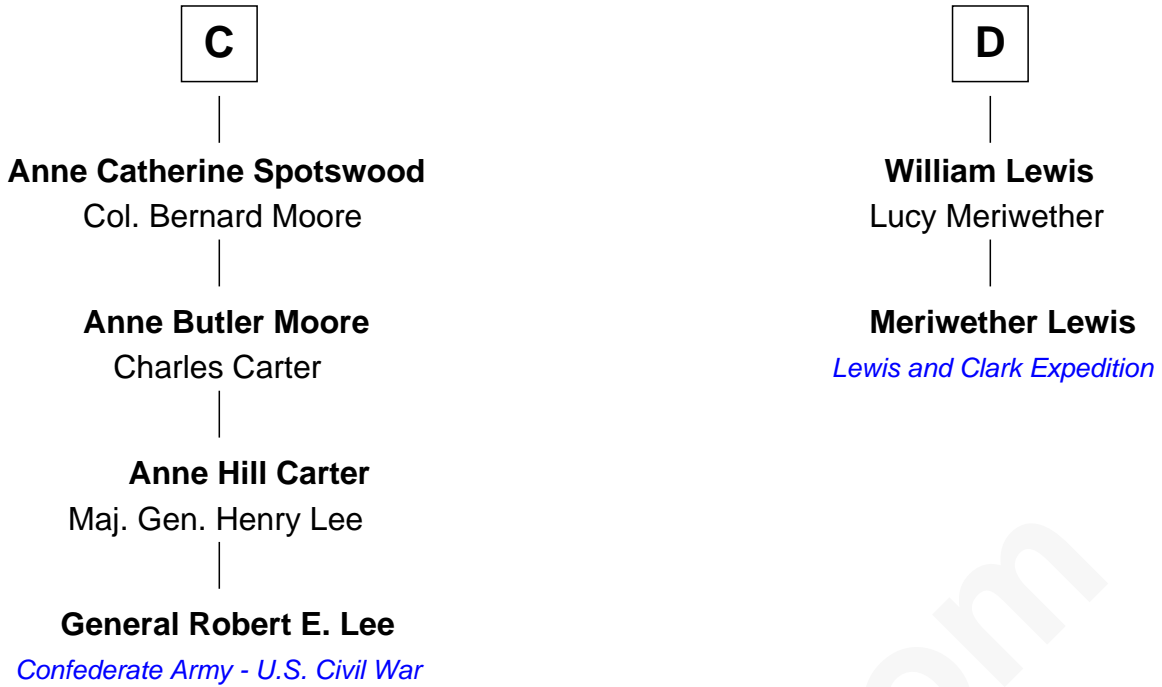 C
Anne Catherine Spotswood
Col. Bernard Moore
Anne Butler Moore
Charles Carter
Anne Hill Carter
Maj. Gen. Henry Lee
General Robert E. Lee
Confederate Army - U.S. Civil War
D
William Lewis
Lucy Meriwether
Meriwether Lewis
Lewis and Clark Expedition
om